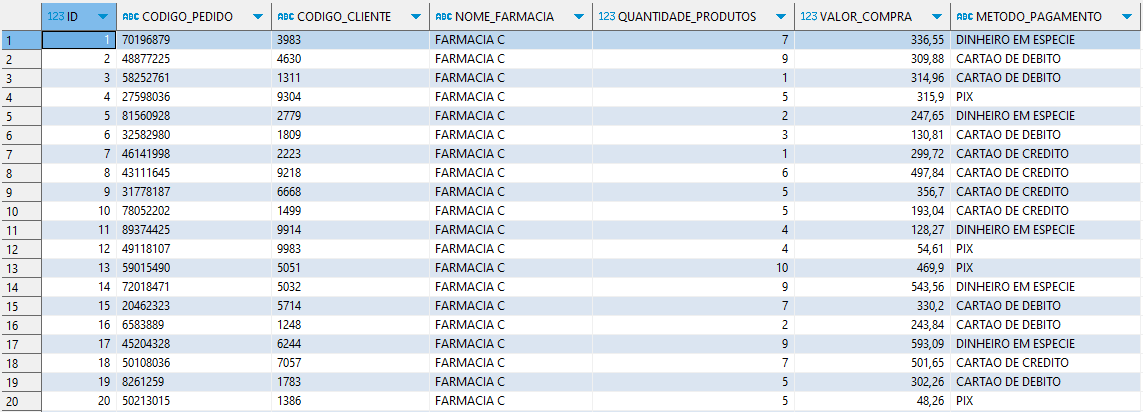 123 ID ABC CODIGO_PEDIDO ABC CODIGO_CLIENTE ABC NOME_FARMACIA 123 QUANTIDADE_PRODUTOS 123 VALOR_COMPRA ABC METODO_PAGAMENTO
1 1 70196879 3983 FARMACIA C 7 336,55 DINHEIRO EM ESPECIE
2 2 48877225 4630 FARMACIA C 9 309,88 CARTAO DE DEBITO
3 3 58252761 1311 FARMACIA C 1 314,96 CARTAO DE DEBITO
4 4 27598036 9304 FARMACIA C 5 315,9 PIX
5 5 81560928 2779 FARMACIA C 2 247,65 DINHEIRO EM ESPECIE
6 6 32582980 1809 FARMACIA C 3 130,81 CARTAO DE DEBITO
7 7 46141998 2223 FARMACIA C 1 299,72 CARTAO DE CREDITO
8 8 43111645 9218 FARMACIA C 6 497,84 CARTAO DE CREDITO
9 9 31778187 6668 FARMACIA C 5 356,7 CARTAO DE CREDITO
10 10 78052202 1499 FARMACIA C 5 193,04 CARTAO DE CREDITO
11 11 89374425 9914 FARMACIA C 4 128,27 DINHEIRO EM ESPECIE
12 12 49118107 9983 FARMACIA C 4 54,61 PIX
13 13 59015490 5051 FARMACIA C 10 469,9 PIX
14 14 72018471 5032 FARMACIA C 9 543,56 DINHEIRO EM ESPECIE
15 15 20462323 5714 FARMACIA C 7 330,2 CARTAO DE DEBITO
16 16 6583889 1248 FARMACIA C 2 243,84 CARTAO DE DEBITO
17 17 45204328 6244 FARMACIA C 9 593,09 DINHEIRO EM ESPECIE
18 18 50108036 7057 FARMACIA C 7 501,65 CARTAO DE CREDITO
19 19 8261259 1783 FARMACIA C 5 302,26 CARTAO DE DEBITO
20 20 50213015 1386 FARMACIA C 5 48,26 PIX